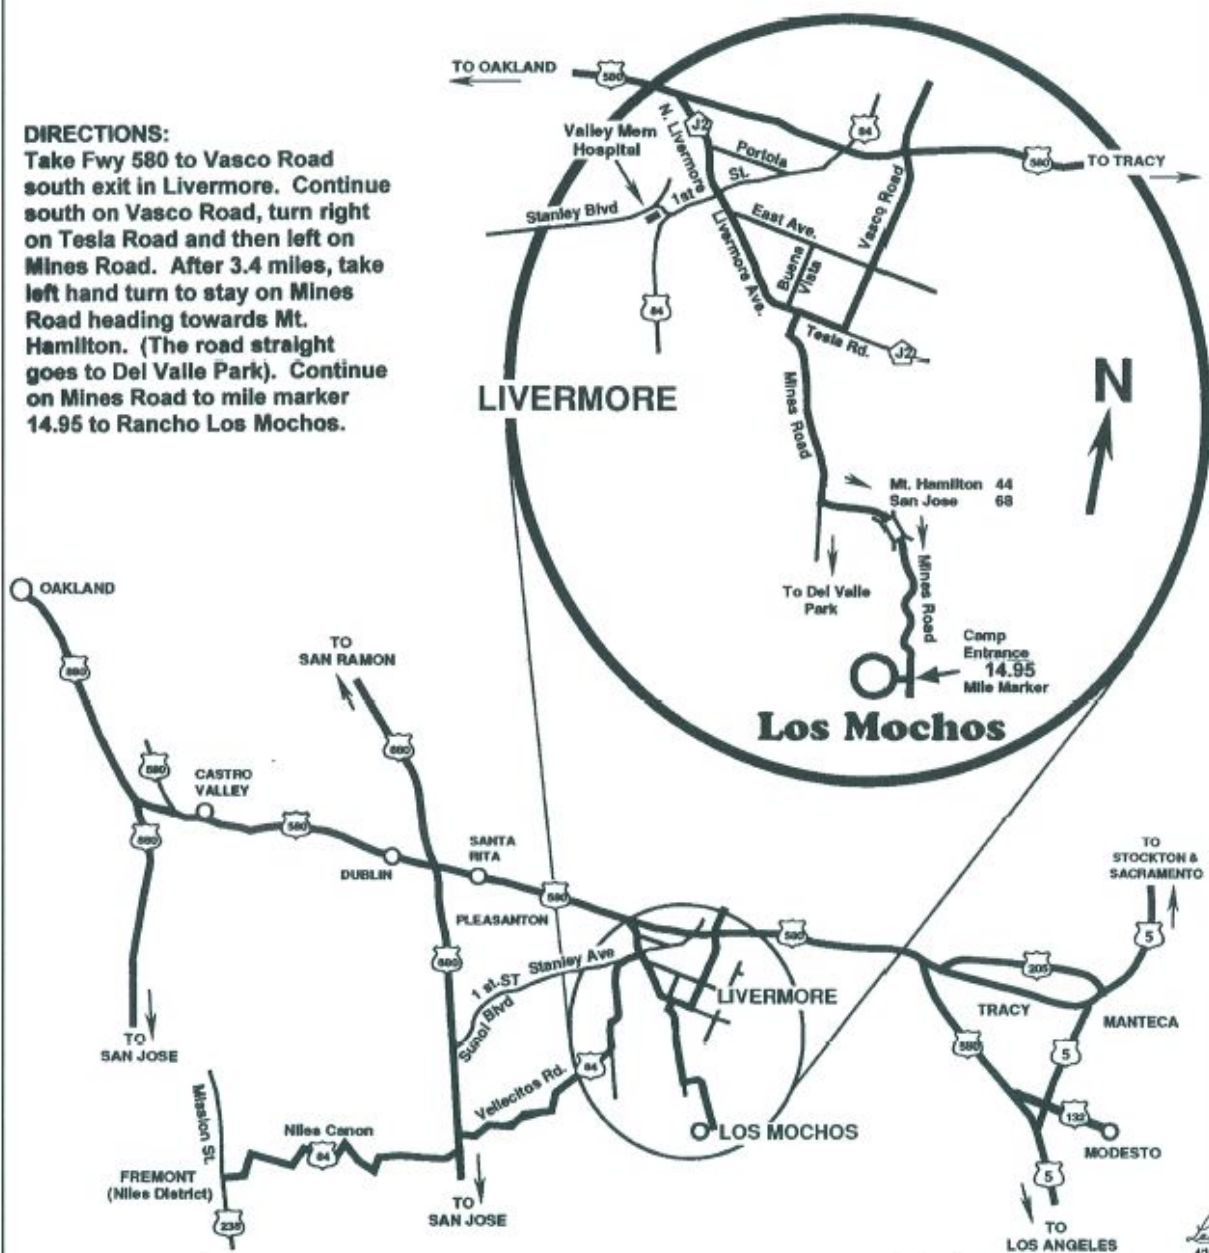 DIRECTIONS:
Take Fwy 580 to Vasco Road
south exit in Livermore. Continue
south on Vasco Road, turn right
on Tesla Road and then left on
Mines Road. After 3.4 miles, take
left hand turn to stay on Mines
Road heading towards Mt.
Hamilton. (The road straight
goes to Del Valle Park). Continue
on Mines Road to mile marker
14.95 to Rancho Los Mochos.
TO OAKLAND
580
Valley Mem
Hospital
N. Livermore
J2
Portola
84
580
TO TRACY
Stanley Blvd
1st
St.
East Ave.
Vasco Road
Livermore Ave.
Buena
Vista
84
Tesla Rd.
J2
LIVERMORE
N
Mines Road
Mt. Hamilton 44
San Jose 68
To Del Valle
Park
Mines Road
Camp
Entrance
14.95
Mile Marker
Los Mochos
OAKLAND
TO
SAN RAMON
580
CASTRO
VALLEY
580
DUBLIN
SANTA
RITA
580
PLEASANTON
580
TO
STOCKTON &
SACRAMENTO
5
205
TRACY
MANTECA
580
5
132
MODESTO
5
TO
LOS ANGELES
1 st-ST
Stanley Ave
Sunol Blvd
LIVERMORE
Vellecitos Rd.
84
LOS MOCHOS
TO
SAN JOSE
Mission St.
Niles Canon
84
FREMONT
(Niles District)
238
TO
SAN JOSE